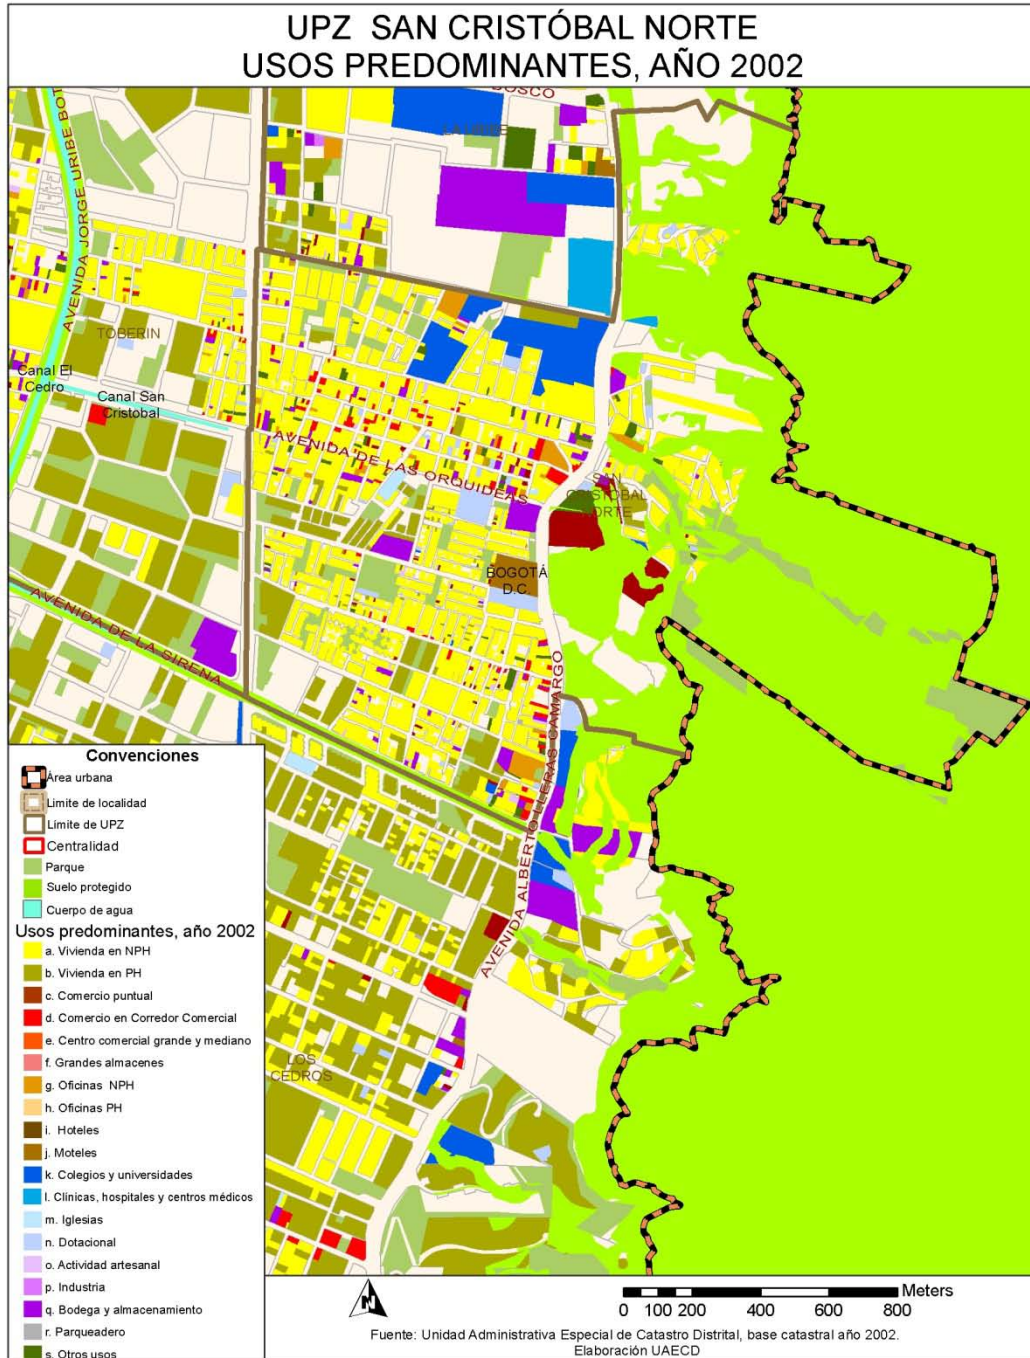 UPZ SAN CRISTÓBAL NORTE
USOS PREDOMINANTES, AÑO 2002
BOSCO
AVENIDA JORGE URIBE BOT
TOBERIN
Canal El
Cedro
Canal San
Cristobal
AVENIDA DE LAS ORQUIDEAS
SAN
CRISTOBAL
NORTE
BOGOTÁ
D.C.
AVENIDA DE LA SIRENA
AVENIDA ALBERTO LLERAS CAMARGO
LOS
CEDROS
Convenciones
Área urbana
Limite de localidad
Límite de UPZ
Centralidad
Parque
Suelo protegido
Cuerpo de agua
Usos predominantes, año 2002
a. Vivienda en NPH
b. Vivienda en PH
c. Comercio puntual
d. Comercio en Corredor Comercial
e. Centro comercial grande y mediano
f. Grandes almacenes
g. Oficinas NPH
h. Oficinas PH
i. Hoteles
j. Moteles
k. Colegios y universidades
l. Clínicas, hospitales y centros médicos
m. Iglesias
n. Dotacional
o. Actividad artesanal
p. Industria
q. Bodega y almacenamiento
r. Parqueadero
s. Otros usos
N
Meters
0 100 200 400 600 800
Fuente: Unidad Administrativa Especial de Catastro Distrital, base catastral año 2002.
Elaboración UAECD